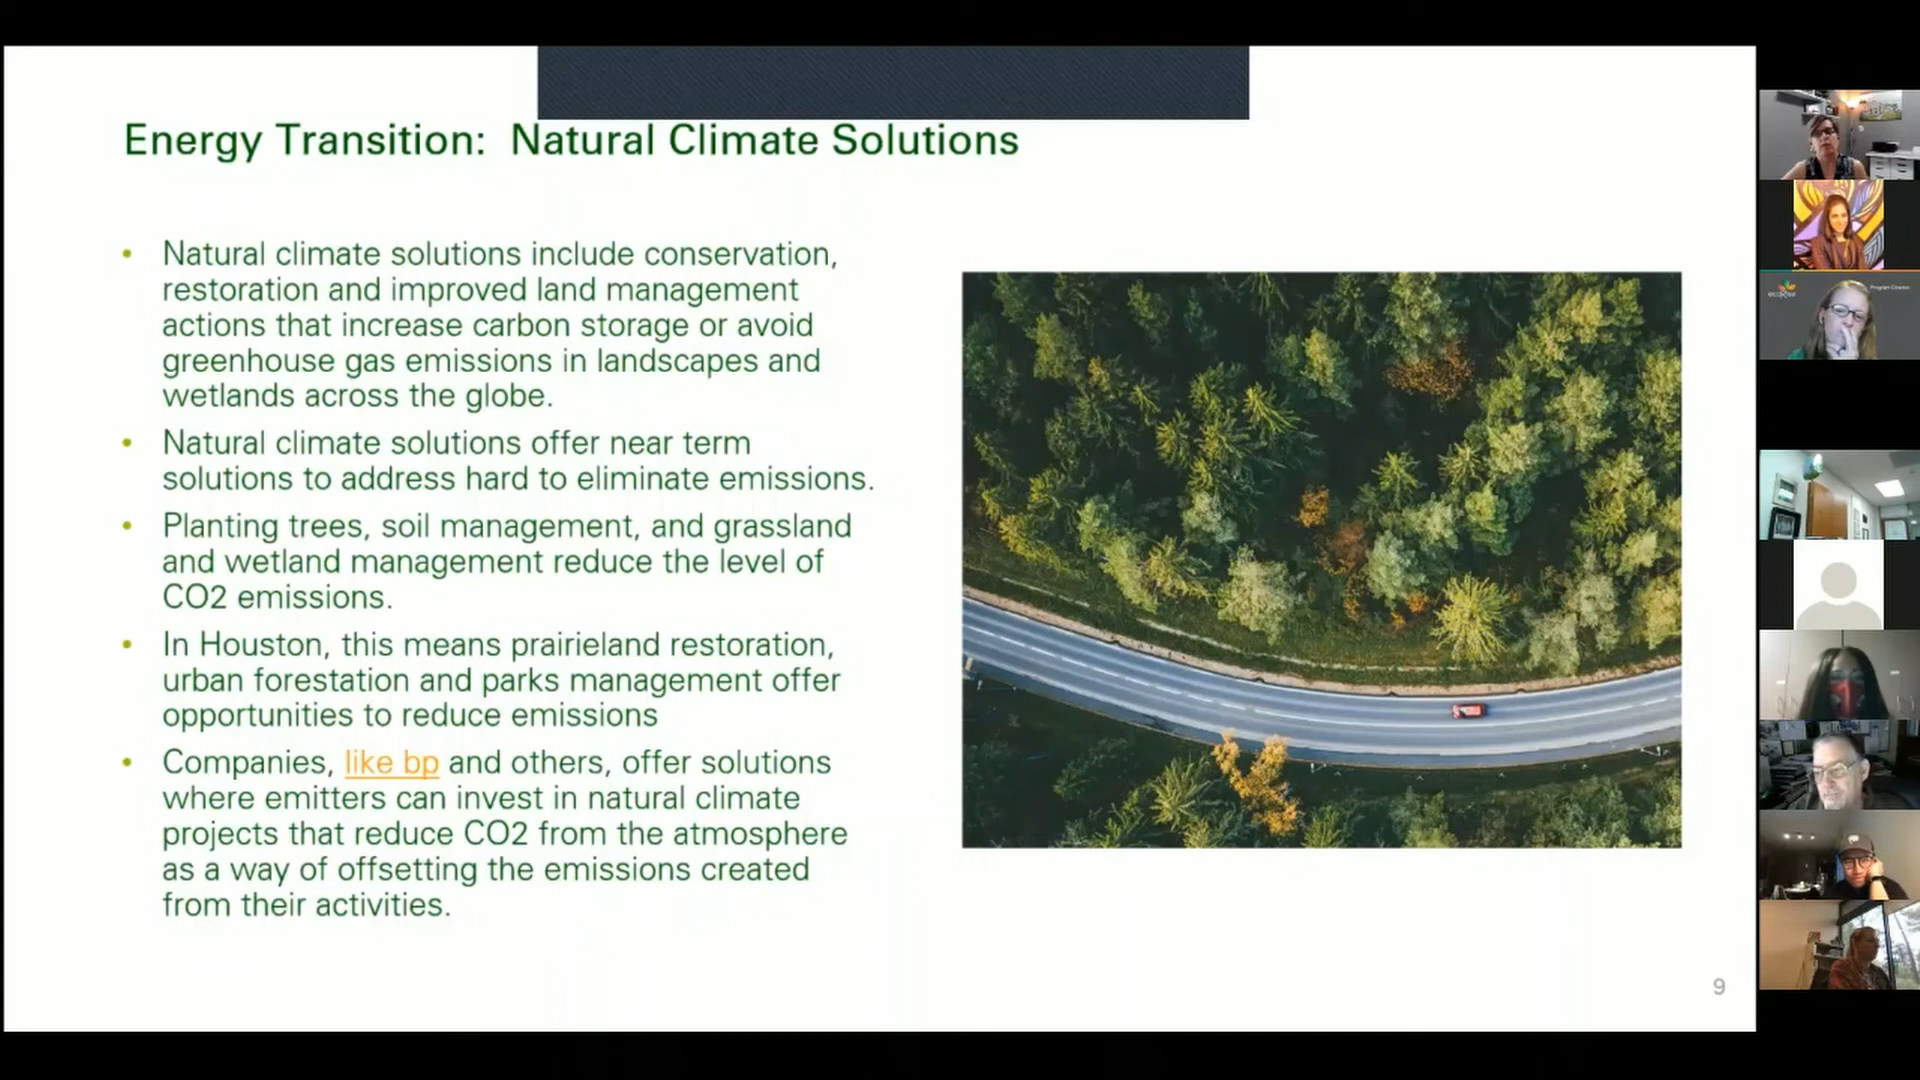 Energy Transition: Natural Climate Solutions
• Natural climate solutions include conservation,
restoration and improved land management
actions that increase carbon storage or avoid
greenhouse gas emissions in landscapes and
wetlands across the globe.
• Natural climate solutions offer near term
solutions to address hard to eliminate emissions.
• Planting trees, soil management, and grassland
and wetland management reduce the level of
CO2 emissions.
• In Houston, this means prairieland restoration,
urban forestation and parks management offer
opportunities to reduce emissions
• Companies, like bp and others, offer solutions
where emitters can invest in natural climate
projects that reduce CO2 from the atmosphere
as a way of offsetting the emissions created
from their activities.
9